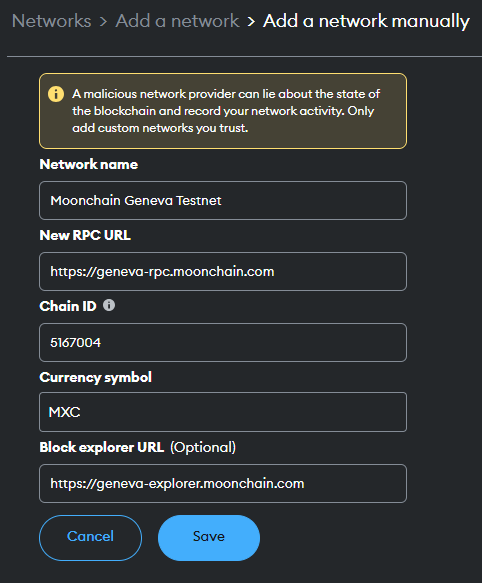 Networks > Add a network > Add a network manually
A malicious network provider can lie about the state of
the blockchain and record your network activity. Only
add custom networks you trust.
Network name
Moonchain Geneva Testnet
New RPC URL
https://geneva-rpc.moonchain.com
Chain ID
5167004
Currency symbol
MXC
Block explorer URL (Optional)
https://geneva-explorer.moonchain.com
Cancel Save